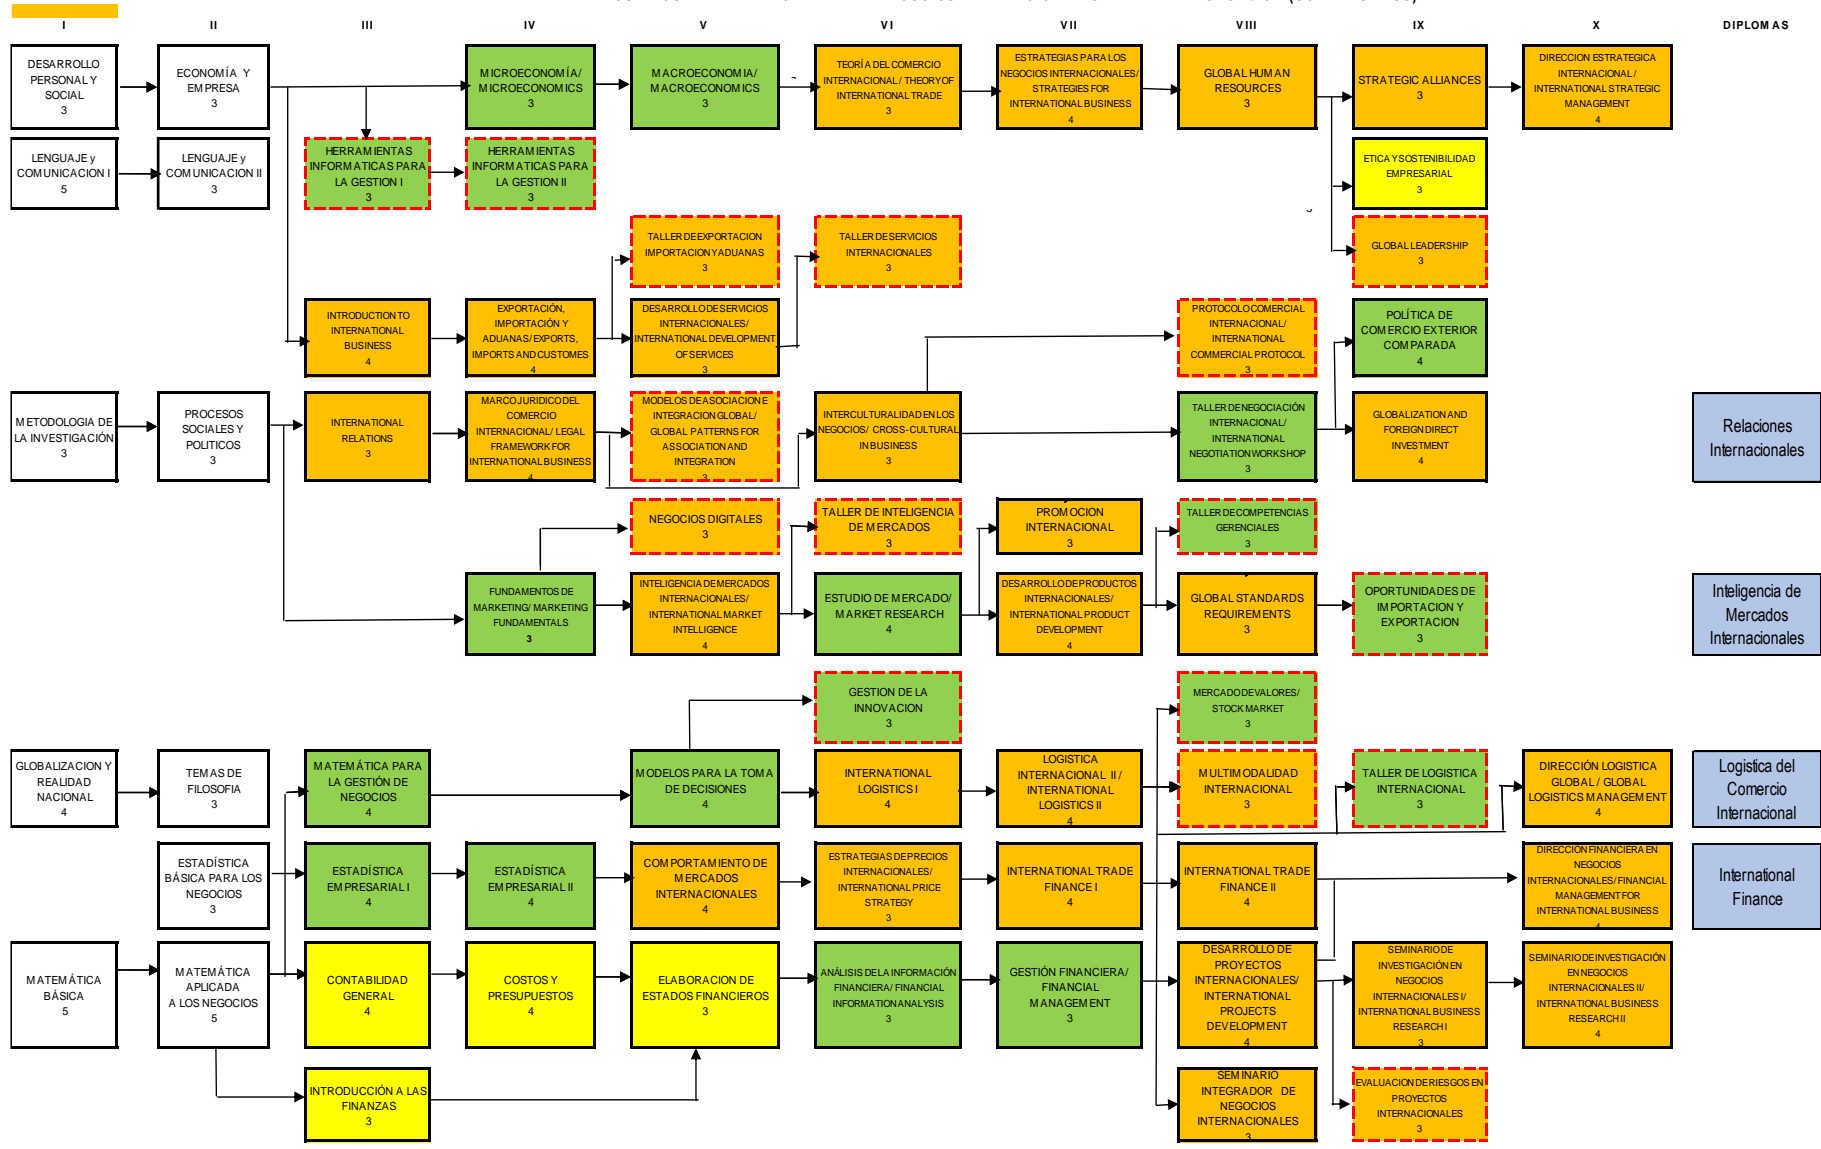 I
II
III
IV
V
VI
VII
VIII
IX
X
DIPLOMAS
DESARROLLO
PERSONAL Y
SOCIAL
3
ECONOMÍA Y
EMPRESA
3
MICROECONOMÍA/
MICROECONOMICS
3
MACROECONOMIA/
MACROECONOMICS
3
TEORÍA DEL COMERCIO
INTERNACIONAL / THEORY OF
INTERNATIONAL TRADE
3
ESTRATEGIAS PARA LOS
NEGOCIOS INTERNACIONALES/
STRATEGIES FOR
INTERNATIONAL BUSINESS
4
GLOBAL HUMAN
RESOURCES
3
STRATEGIC ALLIANCES
3
DIRECCION ESTRATEGICA
INTERNACIONAL /
INTERNATIONAL STRATEGIC
MANAGEMENT
4
LENGUAJE y
COMUNICACION I
5
LENGUAJE y
COMUNICACION II
3
HERRAMIENTAS
INFORMATICAS PARA
LA GESTION I
3
HERRAMIENTAS
INFORMATICAS PARA
LA GESTION II
3
ETICA Y SOSTENIBILIDAD
EMPRESARIAL
3
TALLER DE EXPORTACION
IMPORTACION Y ADUANAS
3
TALLER DE SERVICIOS
INTERNACIONALES
3
GLOBAL LEADERSHIP
3
INTRODUCTION TO
INTERNATIONAL
BUSINESS
4
EXPORTACIÓN,
IMPORTACIÓN Y
ADUANAS/ EXPORTS,
IMPORTS AND CUSTOMES
4
DESARROLLO DE SERVICIOS
INTERNACIONALES/
INTERNATIONAL DEVELOPMENT
OF SERVICES
3
PROTOCOLO COMERCIAL
INTERNACIONAL/
INTERNATIONAL
COMMERCIAL PROTOCOL
3
POLÍTICA DE
COMERCIO EXTERIOR
COMPARADA
4
METODOLOGIA DE
LA INVESTIGACIÓN
3
PROCESOS
SOCIALES Y
POLITICOS
3
INTERNATIONAL
RELATIONS
3
MARCO JURIDICO DEL
COMERCIO
INTERNACIONAL/ LEGAL
FRAMEWORK FOR
INTERNATIONAL BUSINESS
4
MODELOS DE ASOCIACION E
INTEGRACION GLOBAL/
GLOBAL PATTERNS FOR
ASSOCIATION AND
INTEGRATION
3
INTERCULTURALIDAD EN LOS
NEGOCIOS/ CROSS-CULTURAL
IN BUSINESS
3
TALLER DE NEGOCIACIÓN
INTERNACIONAL/
INTERNATIONAL
NEGOTIATION WORKSHOP
3
GLOBALIZATION AND
FOREIGN DIRECT
INVESTMENT
4
Relaciones
Internacionales
NEGOCIOS DIGITALES
3
TALLER DE INTELIGENCIA
DE MERCADOS
3
PROMOCION
INTERNACIONAL
3
TALLER DE COMPETENCIAS
GERENCIALES
3
FUNDAMENTOS DE
MARKETING/ MARKETING
FUNDAMENTALS
3
INTELIGENCIA DE MERCADOS
INTERNACIONALES/
INTERNATIONAL MARKET
INTELLIGENCE
4
ESTUDIO DE MERCADO/
MARKET RESEARCH
4
DESARROLLO DE PRODUCTOS
INTERNACIONALES/
INTERNATIONAL PRODUCT
DEVELOPMENT
4
GLOBAL STANDARDS
REQUIREMENTS
3
OPORTUNIDADES DE
IMPORTACION Y
EXPORTACION
3
Inteligencia de
Mercados
Internacionales
GESTION DE LA
INNOVACION
3
MERCADO DE VALORES/
STOCK MARKET
3
GLOBALIZACION Y
REALIDAD
NACIONAL
4
TEMAS DE
FILOSOFIA
3
MATEMÁTICA PARA
LA GESTIÓN DE
NEGOCIOS
4
MODELOS PARA LA TOMA
DE DECISIONES
4
INTERNATIONAL
LOGISTICS I
4
LOGISTICA
INTERNACIONAL II /
INTERNATIONAL
LOGISTICS II
4
MULTIMODALIDAD
INTERNACIONAL
3
TALLER DE LOGISTICA
INTERNACIONAL
3
DIRECCIÓN LOGISTICA
GLOBAL / GLOBAL
LOGISTICS MANAGEMENT
4
Logistica del
Comercio
Internacional
ESTADÍSTICA
BÁSICA PARA LOS
NEGOCIOS
3
ESTADÍSTICA
EMPRESARIAL I
4
ESTADÍSTICA
EMPRESARIAL II
4
COMPORTAMIENTO DE
MERCADOS
INTERNACIONALES
4
ESTRATEGIAS DE PRECIOS
INTERNACIONALES/
INTERNATIONAL PRICE
STRATEGY
3
INTERNATIONAL TRADE
FINANCE I
4
INTERNATIONAL TRADE
FINANCE II
4
DIRECCION FINANCIERA EN
NEGOCIOS
INTERNACIONALES/ FINANCIAL
MANAGEMENT FOR
INTERNATIONAL BUSINESS
4
International
Finance
MATEMÁTICA
BÁSICA
5
MATEMÁTICA
APLICADA
A LOS NEGOCIOS
5
CONTABILIDAD
GENERAL
4
COSTOS Y
PRESUPUESTOS
4
ELABORACION DE
ESTADOS FINANCIEROS
3
ANÁLISIS DE LA INFORMACIÓN
FINANCIERA/ FINANCIAL
INFORMATION ANALYSIS
3
GESTIÓN FINANCIERA/
FINANCIAL
MANAGEMENT
3
DESARROLLO DE
PROYECTOS
INTERNACIONALES/
INTERNATIONAL
PROJECTS
DEVELOPMENT
4
SEMINARIO DE
INVESTIGACIÓN EN
NEGOCIOS
INTERNACIONALES I/
INTERNATIONAL BUSINESS
RESEARCH I
3
SEMINARIO DE INVESTIGACIÓN
EN NEGOCIOS
INTERNACIONALES II/
INTERNATIONAL BUSINESS
RESEARCH II
4
INTRODUCCIÓN A LAS
FINANZAS
3
SEMINARIO
INTEGRADOR DE
NEGOCIOS
INTERNACIONALES
3
EVALUACION DE RIESGOS EN
PROYECTOS
INTERNACIONALES
3